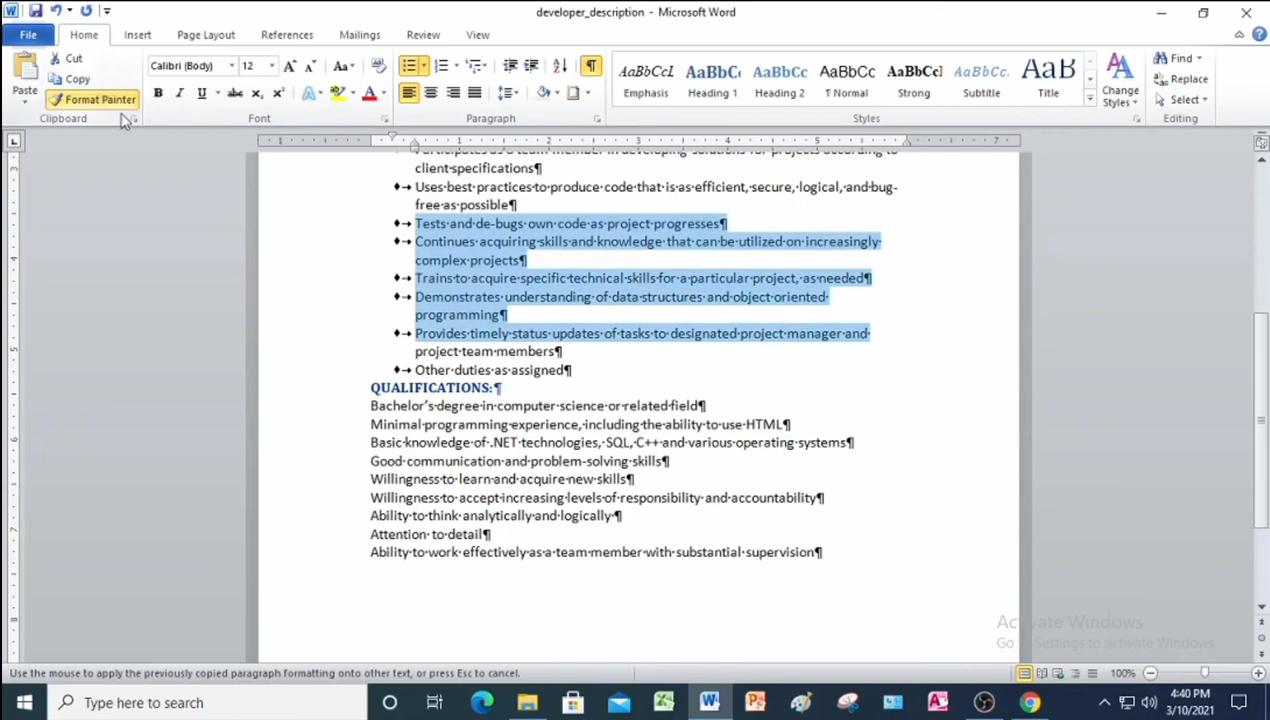 developer_description - Microsoft Word
File Home Insert Page Layout References Mailings Review View
Paste
Cut
Copy
Format Painter
Clipboard
Calibri (Body) 12
Font
Paragraph
AaBbCcL AaBbC( AaBbCc AaBbCc AaBbCc] AaBbCc. AaB
Emphasis Heading 1 Heading 2 ¶ Normal Strong Subtitle Title
Styles
Change
Styles
Find
Replace
Select
Editing
Participates as a team member in developing solutions for projects according to
client·specifications¶
Uses·best·practices·to·produce·code·that·is·as·efficient,·secure,·logical,·and·bug-
free·as·possible¶
Tests·and·de-bugs·own·code·as·project·progresses¶
Continues·acquiring·skills·and·knowledge·that·can·be·utilized·on·increasingly·
complex·projects¶
Trains·to·acquire·specific·technical·skills·for·a·particular·project,·as·needed¶
Demonstrates·understanding·of·data·structures·and·object·oriented·
programming¶
Provides·timely·status·updates·of·tasks·to·designated·project·manager·and·
project·team·members¶
Other·duties·as·assigned¶
QUALIFICATIONS:¶
Bachelor's·degree·in·computer·science·or·related·field¶
Minimal·programming·experience,·including·the·ability·to·use·HTML¶
Basic·knowledge·of·.NET·technologies,·SQL,·C++·and·various·operating·systems¶
Good·communication·and·problem-solving·skills¶
Willingness·to·learn·and·acquire·new·skills¶
Willingness·to·accept·increasing·levels·of·responsibility·and·accountability¶
Ability·to·think·analytically·and·logically·¶
Attention·to·detail¶
Ability·to·work·effectively·as·a·team·member·with·substantial·supervision¶
Activate Windows
Go to Settings to activate Windows.
Use the mouse to apply the previously copied paragraph formatting onto other text, or press Esc to cancel.
100%
Type here to search
4:40 PM
3/10/2021